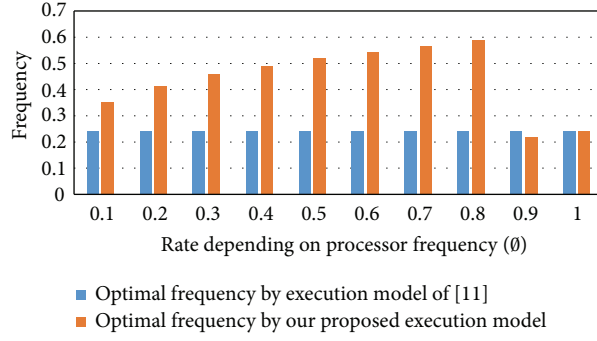 0.7
0.6
0.5
0.4
0.3
0.2
0.1
0
Frequency
0.1 0.2 0.3 0.4 0.5 0.6 0.7 0.8 0.9 1
Rate depending on processor frequency (Ø)
Optimal frequency by execution model of [11]
Optimal frequency by our proposed execution model